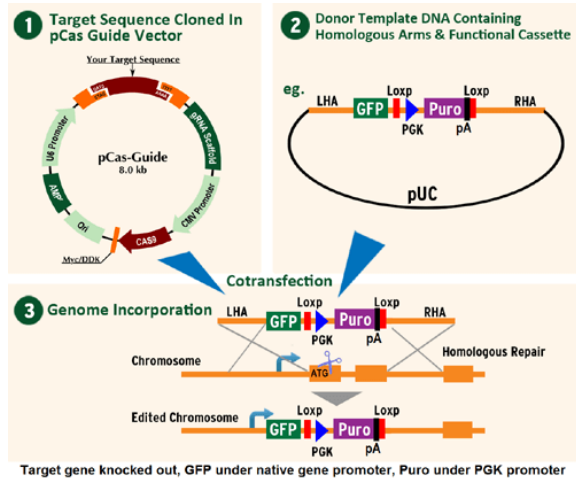 1 Target Sequence Cloned In
pCas Guide Vector
Your Target Sequence
U6 Promoter
gRNA Scaffold
pCas-Guide
8.0 kb
AMPr
CMV Promoter
Ori
CAS9
Myc/DDK
2 Donor Template DNA Containing
Homologous Arms & Functional Cassette
eg.
Loxp Loxp
LHA GFP Puro RHA
PGK pA
pUC
Cotransfection
3 Genome Incorporation
LHA Loxp Loxp RHA
GFP Puro
PGK pA
Chromosome Homologous Repair
ATG
Edited Chromosome Loxp Loxp
GFP Puro
PGK pA
Target gene knocked out, GFP under native gene promoter, Puro under PGK promoter